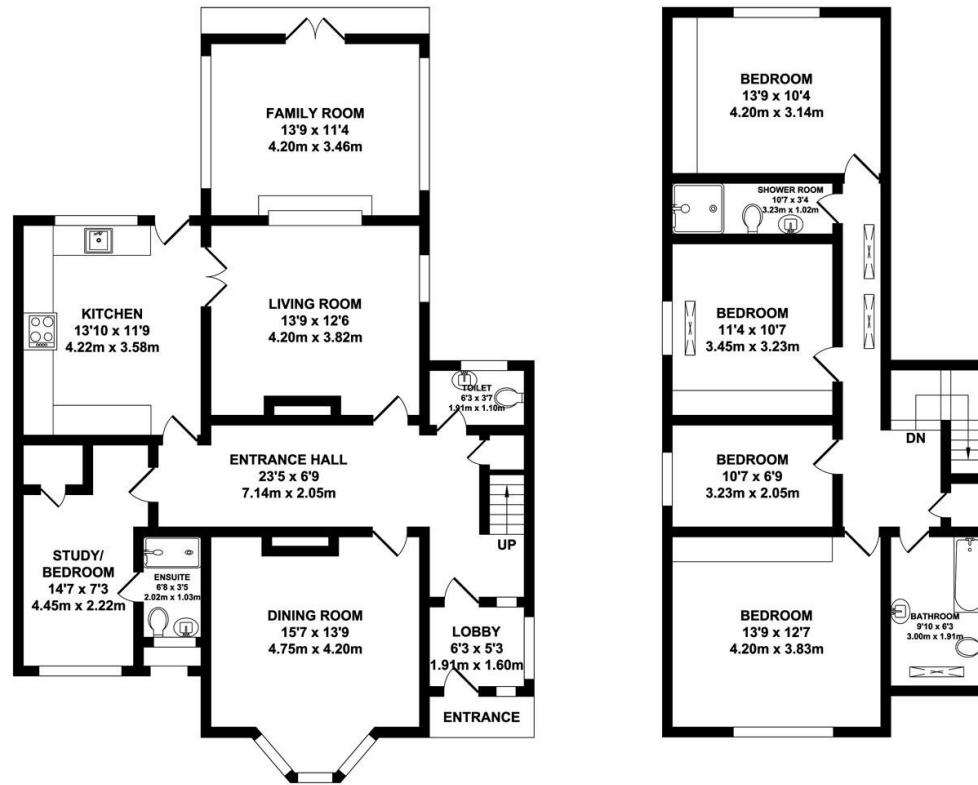 FAMILY ROOM
13'9 x 11'4
4.20m x 3.46m
KITCHEN
13'10 x 11'9
4.22m x 3.58m
LIVING ROOM
13'9 x 12'6
4.20m x 3.82m
TOILET
6'3 x 3'7
1.91m x 1.10m
ENTRANCE HALL
23'5 x 6'9
7.14m x 2.05m
UP
STUDY/
BEDROOM
14'7 x 7'3
4.45m x 2.22m
ENSUITE
6'8 x 3'5
2.02m x 1.03m
DINING ROOM
15'7 x 13'9
4.75m x 4.20m
LOBBY
6'3 x 5'3
1.91m x 1.60m
ENTRANCE
BEDROOM
13'9 x 10'4
4.20m x 3.14m
SHOWER ROOM
10'7 x 3'4
3.23m x 1.02m
BEDROOM
11'4 x 10'7
3.45m x 3.23m
DN
BEDROOM
10'7 x 6'9
3.23m x 2.05m
BEDROOM
13'9 x 12'7
4.20m x 3.83m
BATHROOM
9'10 x 6'3
3.00m x 1.91m